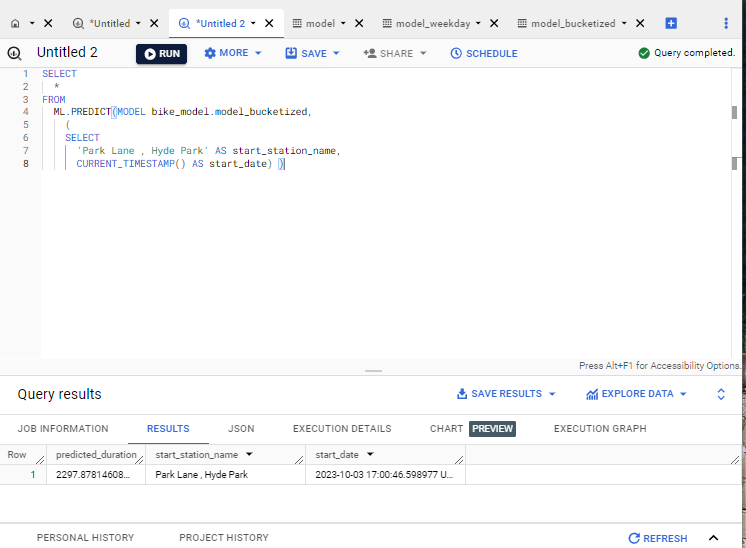 *Untitled
*Untitled 2
model
model_weekday
model_bucketized
Untitled 2
RUN
MORE
SAVE
SHARE
SCHEDULE
Query completed.
1 SELECT
2 *
3 FROM
4 ML.PREDICT(MODEL bike_model.model_bucketized,
5 (
6 SELECT
7 'Park Lane , Hyde Park' AS start_station_name,
8 CURRENT_TIMESTAMP() AS start_date) )
Press Alt+F1 for Accessibility Options.
Query results
SAVE RESULTS
EXPLORE DATA
JOB INFORMATION
RESULTS
JSON
EXECUTION DETAILS
CHART PREVIEW
EXECUTION GRAPH
Row predicted_duration start_station_name start_date
1 2297.87814608... Park Lane , Hyde Park 2023-10-03 17:00:46.598977 U...
PERSONAL HISTORY
PROJECT HISTORY
REFRESH